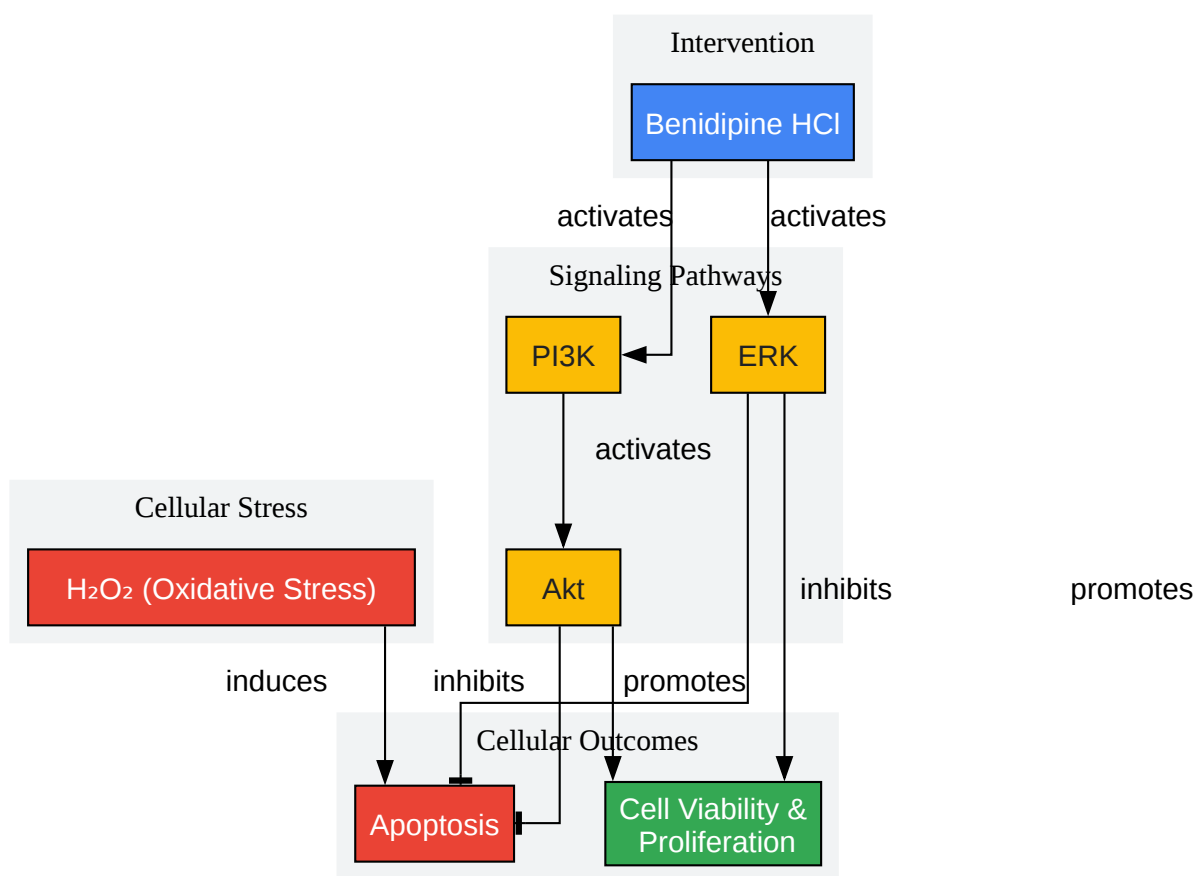 Intervention
Benidipine HCl
activates
activates
Signaling Pathways
PI3K
ERK
activates
Cellular Stress
H₂O₂ (Oxidative Stress)
Akt
inhibits
promotes
induces
inhibits
promotes
Cellular Outcomes
Apoptosis
Cell Viability &
Proliferation